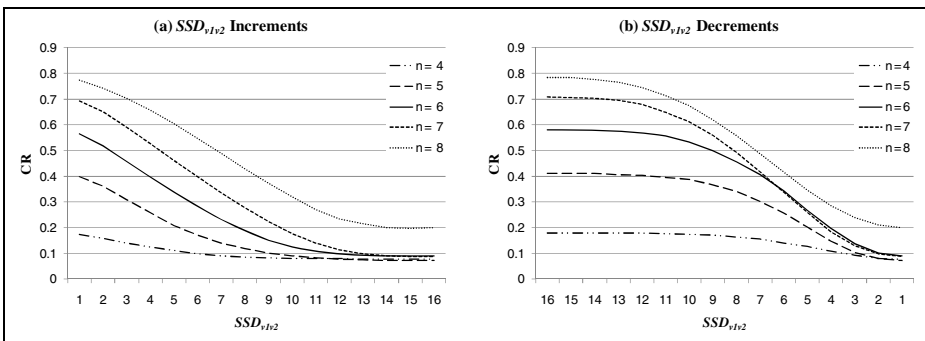 (a) SSDv1v2 Increments
0.9
0.8
0.7
0.6
0.5
0.4
0.3
0.2
0.1
0
CR
n= 4
n= 5
n= 6
n= 7
n= 8
1 2 3 4 5 6 7 8 9 10 11 12 13 14 15 16
SSDv1v2
(b) SSDv1v2 Decrements
0.9
0.8
0.7
0.6
0.5
0.4
0.3
0.2
0.1
0
CR
n=4
n=5
n=6
n=7
n=8
16 15 14 13 12 11 10 9 8 7 6 5 4 3 2 1
SSDv1v2